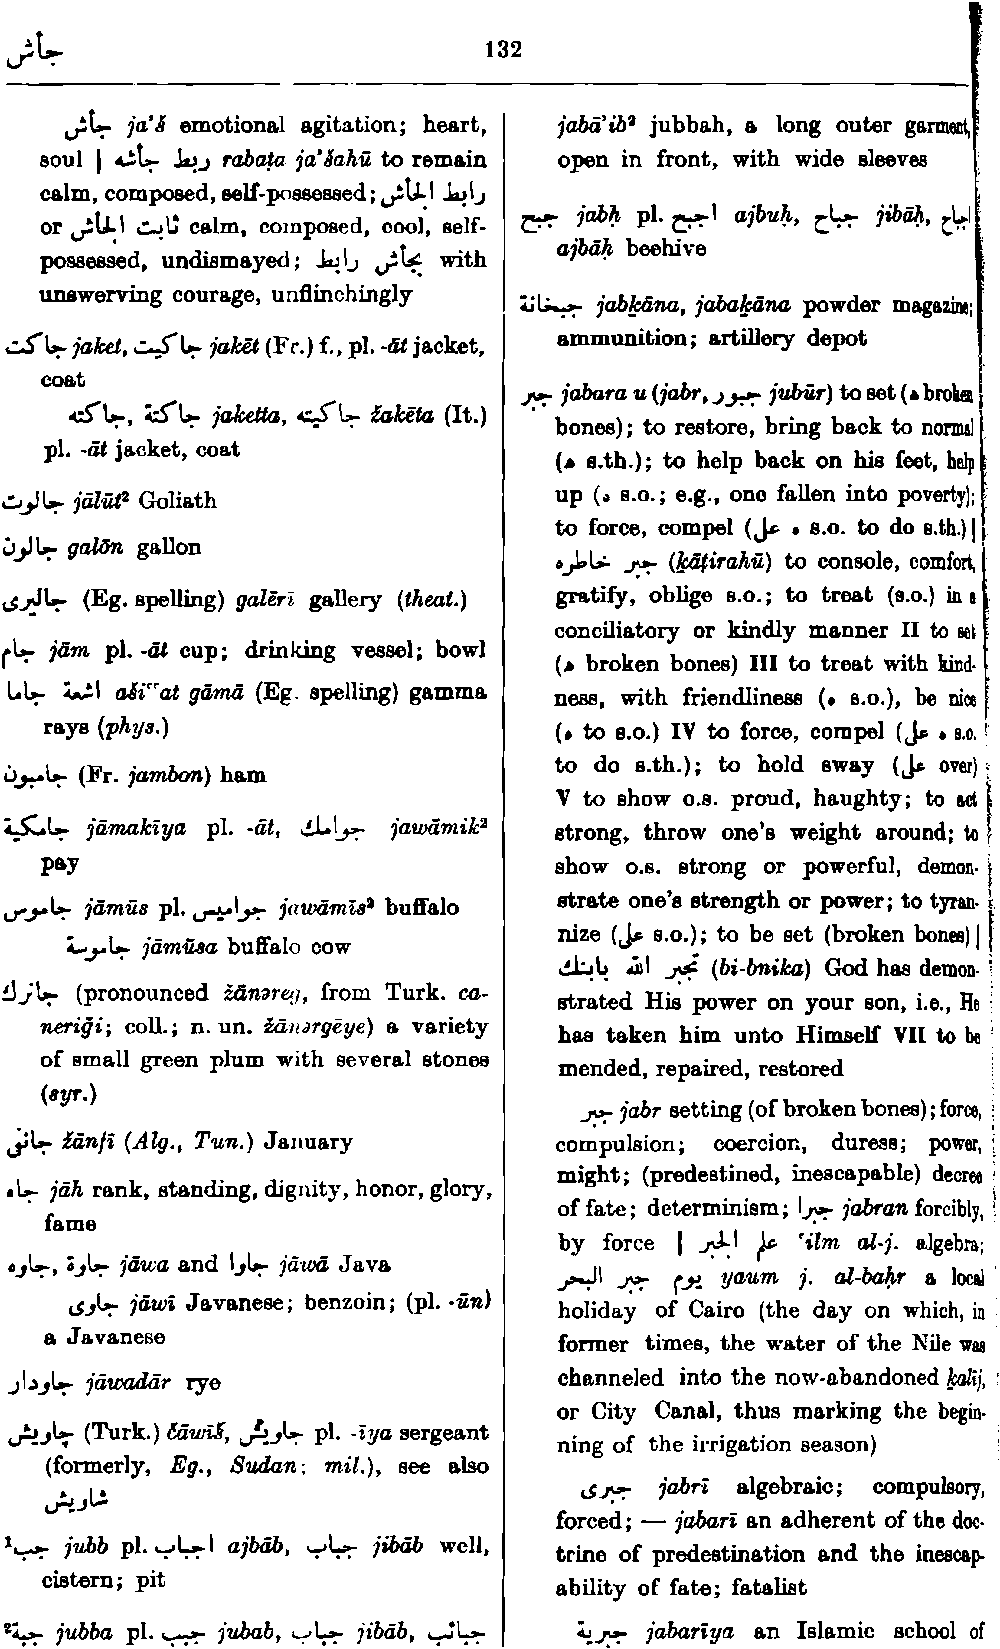 جأش
132
جأش ja'š emotional agitation; heart,
soul | ربط جأشه rabaṭa ja'šahū to remain
calm, composed, self-possessed; رابط الجأش
or ثابت الجأش calm, composed, cool, self-
possessed, undismayed; بجأش رابط with
unswerving courage, unflinchingly
جاكت jaket, جاكيت jakēt (Fr.) f., pl. -āt jacket,
coat
جاكته, جاكتة jaketta, جاكيته žakēta (It.)
pl. -āt jacket, coat
جالوت jālūt² Goliath
جالون galōn gallon
جاليرى (Eg. spelling) galērī gallery (theat.)
جام jām pl. -āt cup; drinking vessel; bowl
اشعة جاما aši‘‘at gāmā (Eg. spelling) gamma
rays (phys.)
جامبون (Fr. jambon) ham
جامكية jāmakīya pl. -āt, جوامك jawāmik²
pay
جاموس jāmūs pl. جواميس jawāmīs² buffalo
جاموسة jāmūsa buffalo cow
جانرك (pronounced žānəreg, from Turk. ca-
neriği; coll.; n. un. žānərgēye) a variety
of small green plum with several stones
(syr.)
جانفى žānfī (Alg., Tun.) January
جاه jāh rank, standing, dignity, honor, glory,
fame
جاوه, جاوة jāwa and جاوا jāwā Java
جاوى jāwī Javanese; benzoin; (pl. -ūn)
a Javanese
جاودار jāwadār rye
چاويش (Turk.) čāwīš, جاويش pl. -īya sergeant
(formerly, Eg., Sudan; mil.), see also
شاويش
¹جب jubb pl. اجباب ajbāb, جباب jibāb well,
cistern; pit
²جبة jubba pl. جبب jubab, جباب jibāb, جبائب
jabā'ib² jubbah, a long outer garment,
open in front, with wide sleeves
جبح jabḥ pl. اجبح ajbuḥ, جباح jibāḥ, اجباح
ajbāḥ beehive
جبخانة jabḵāna, jabaḵāna powder magazine;
ammunition; artillery depot
جبر jabara u (jabr, جبور jubūr) to set (ه broken
bones); to restore, bring back to normal
(ه s.th.); to help back on his feet, help
up (ه s.o.; e.g., one fallen into poverty);
to force, compel (على ه s.o. to do s.th.) |
جبر خاطره (ḵāṭirahū) to console, comfort,
gratify, oblige s.o.; to treat (s.o.) in a
conciliatory or kindly manner II to set
(ه broken bones) III to treat with kind-
ness, with friendliness (ه s.o.), be nice
(ه to s.o.) IV to force, compel (على ه s.o.
to do s.th.); to hold sway (على over)
V to show o.s. proud, haughty; to act
strong, throw one's weight around; to
show o.s. strong or powerful, demon-
strate one's strength or power; to tyran-
nize (على s.o.); to be set (broken bones) |
تجبر الله بابنك (bi-bnika) God has demon-
strated His power on your son, i.e., He
has taken him unto Himself VII to be
mended, repaired, restored
جبر jabr setting (of broken bones); force,
compulsion; coercion, duress; power,
might; (predestined, inescapable) decree
of fate; determinism; جبرا jabran forcibly,
by force | علم الجبر ‘ilm al-j. algebra;
يوم جبر البحر yaum j. al-baḥr a local
holiday of Cairo (the day on which, in
former times, the water of the Nile was
channeled into the now-abandoned ḵalīj,
or City Canal, thus marking the begin-
ning of the irrigation season)
جبرى jabrī algebraic; compulsory,
forced; — jabarī an adherent of the doc-
trine of predestination and the inescap-
ability of fate; fatalist
جبرية jabarīya an Islamic school of